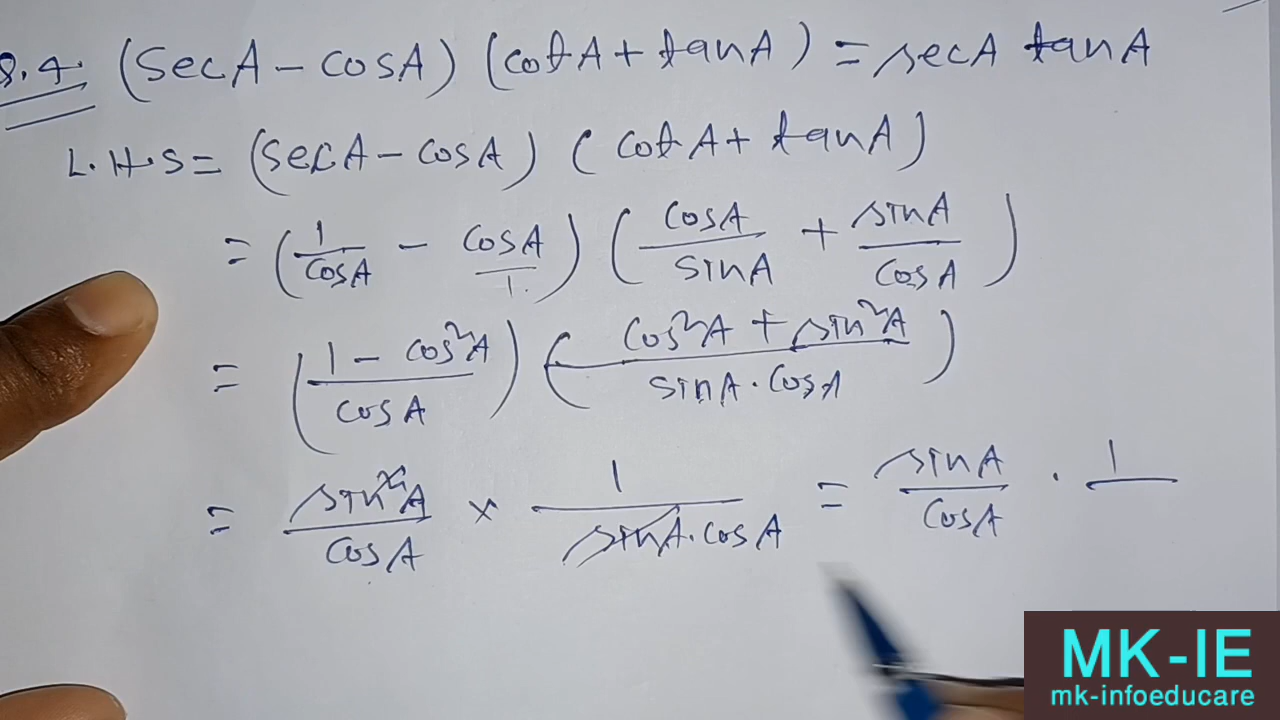 8.4. (SecA - cosA) (cotA + tanA) = secA tanA
L.H.S = (secA - cosA) (cotA + tanA)
= (1/cosA - cosA/1) (cosA/sinA + sinA/cosA)
= ((1 - cos²A)/cosA) ((cos²A + sin²A)/(sinA·cosA))
= sin²A/cosA × 1/(sinA·cosA) = sinA/cosA · 1/
MK-IE
mk-infoeducare